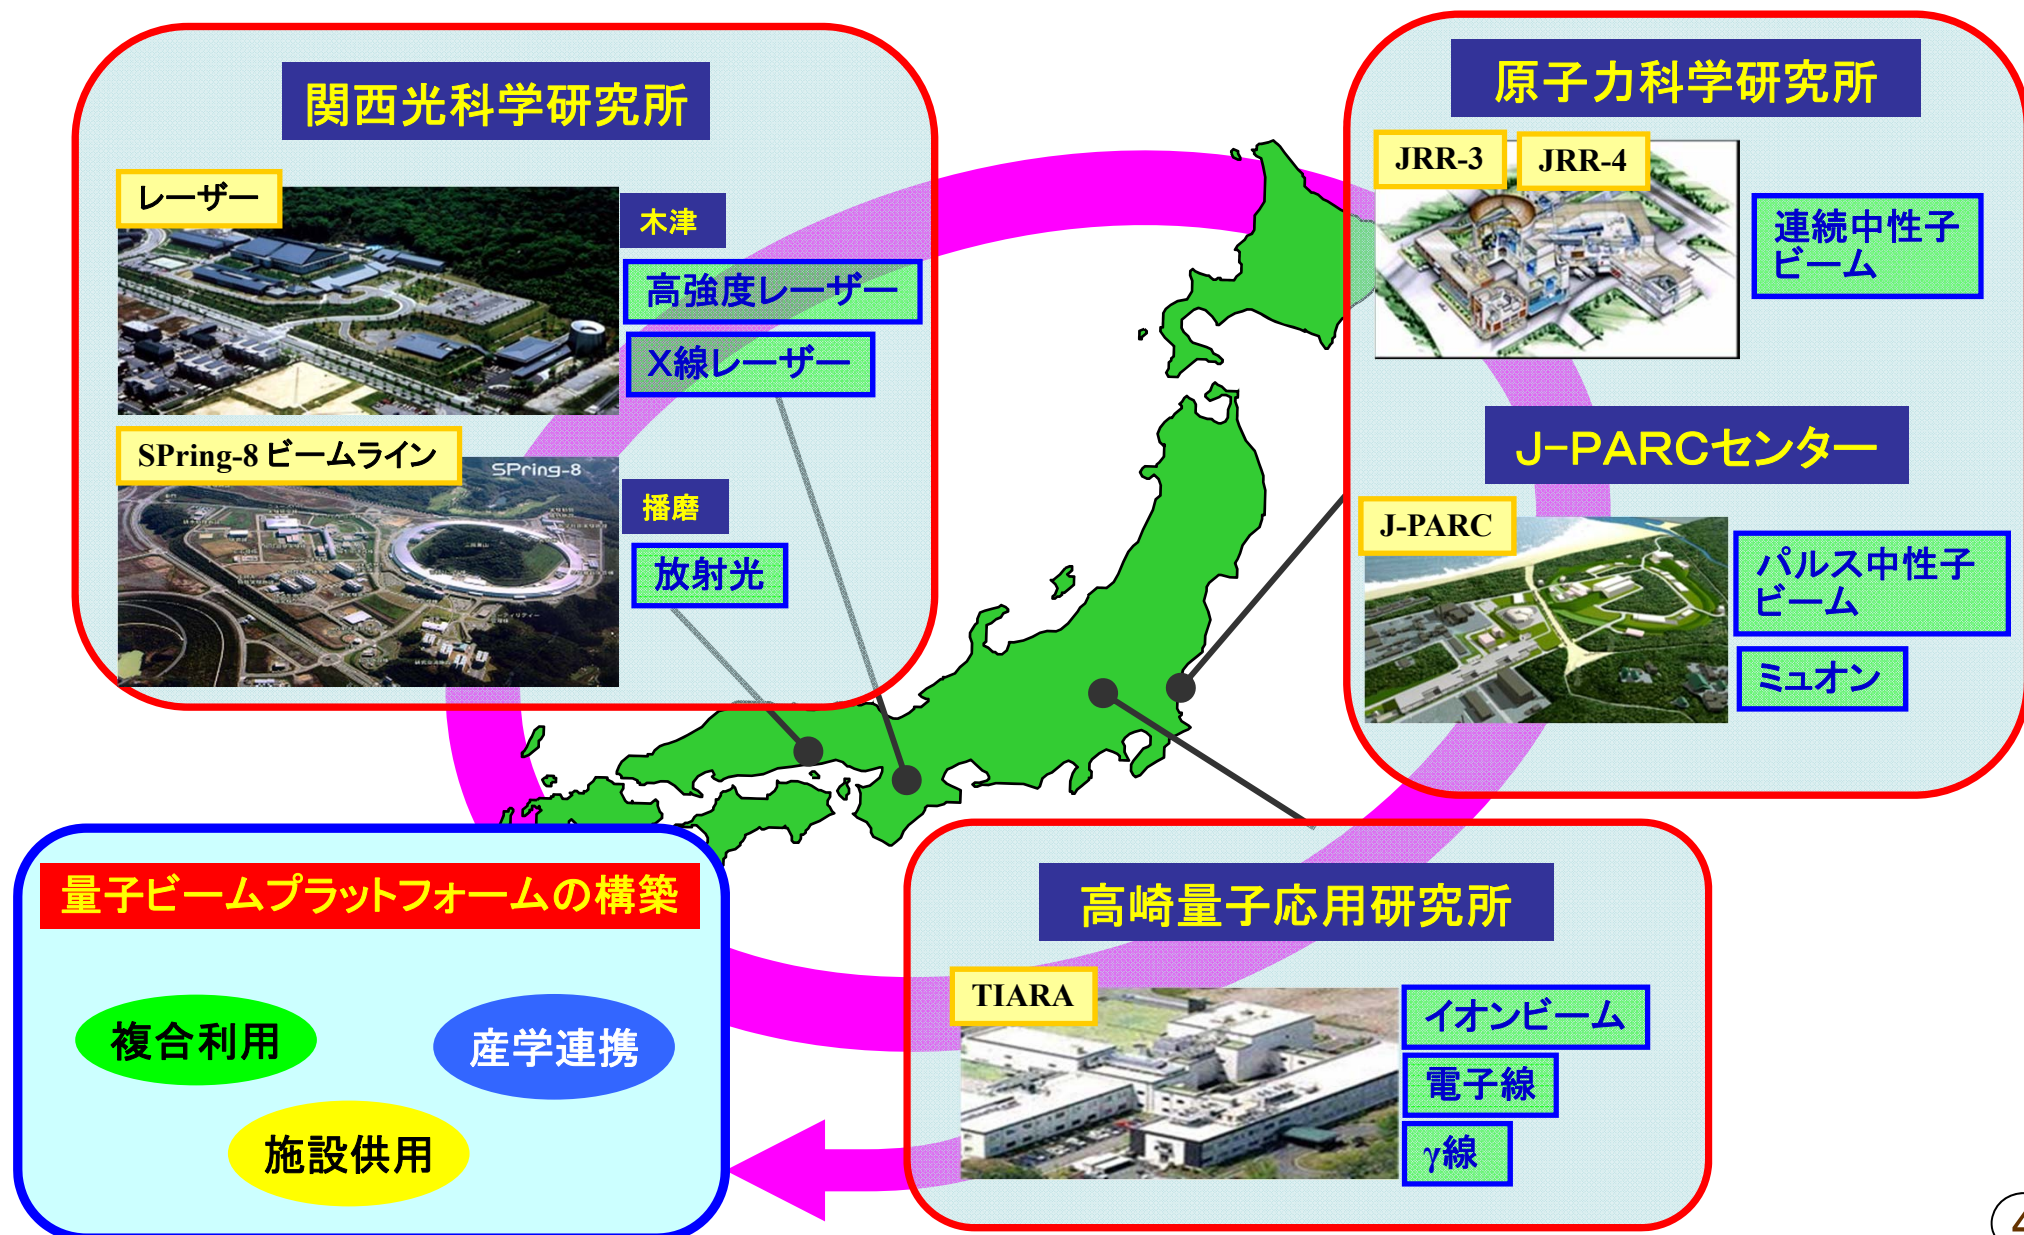 関西光科学研究所
レーザー
木津
高強度レーザー
X線レーザー
SPring-8 ビームライン
SPring-8
播磨
放射光
原子力科学研究所
JRR-3
JRR-4
連続中性子
ビーム
J-PARCセンター
J-PARC
パルス中性子
ビーム
ミュオン
高崎量子応用研究所
TIARA
イオンビーム
電子線
γ線
量子ビームプラットフォームの構築
複合利用
産学連携
施設供用